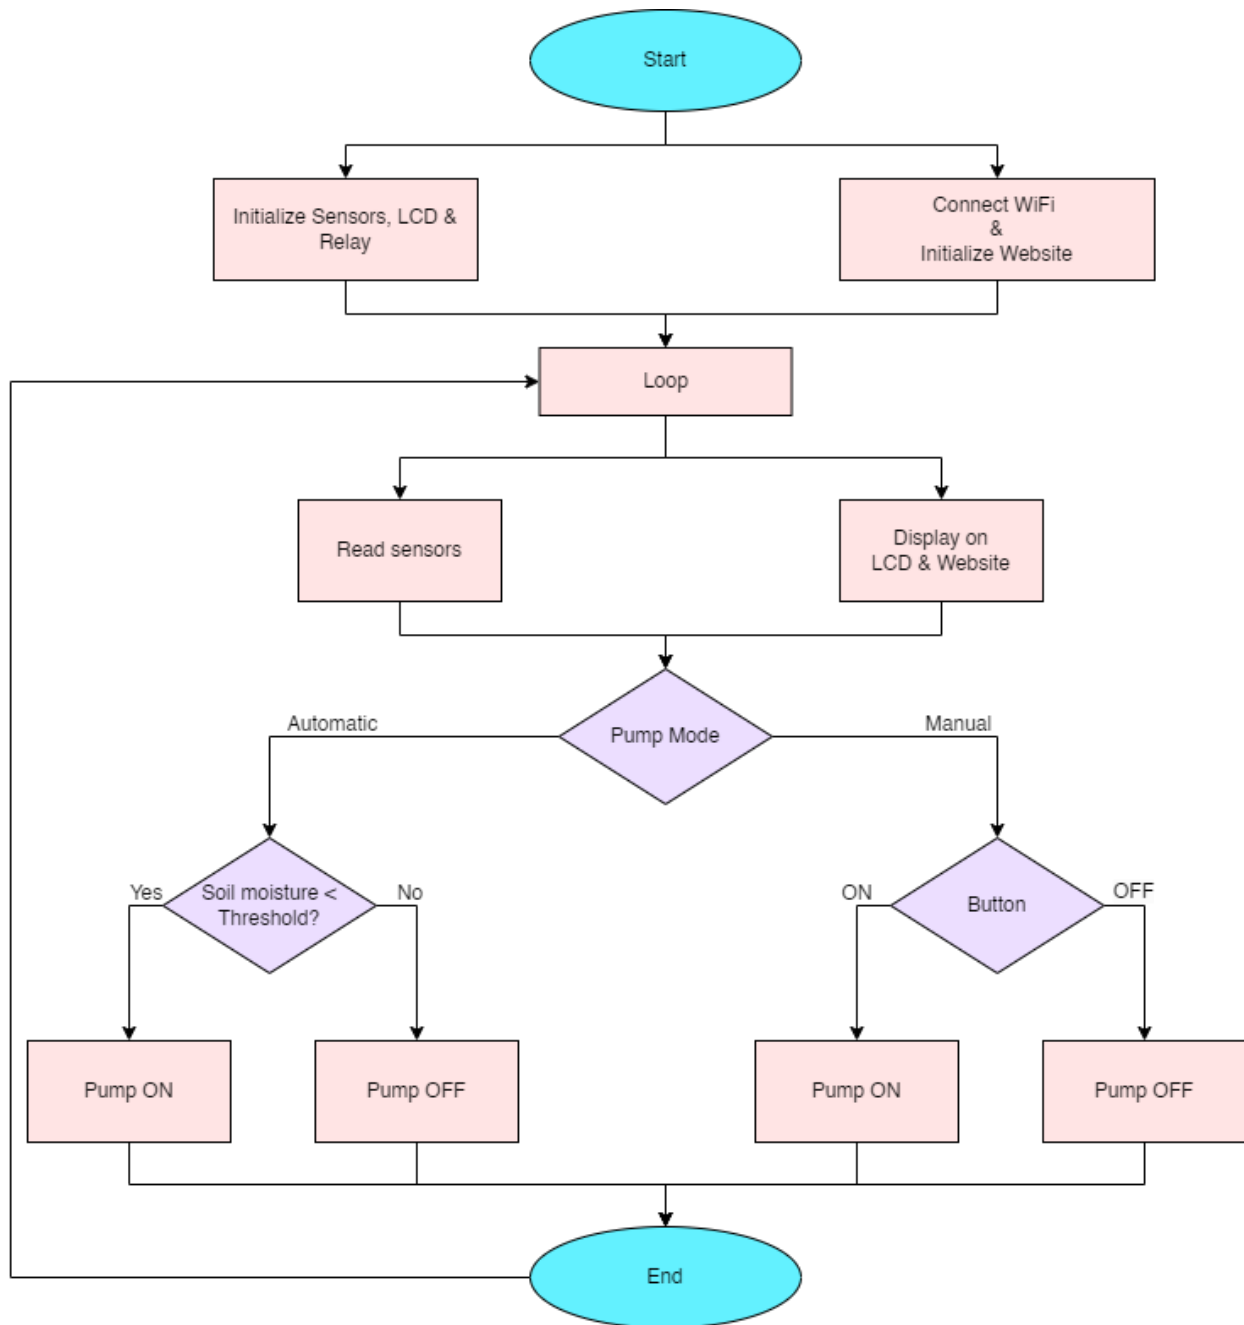 Start
Initialize Sensors, LCD &
Relay
Connect WiFi
&
Initialize Website
Loop
Read sensors
Display on
LCD & Website
Automatic
Pump Mode
Manual
Yes
Soil moisture <
Threshold?
No
ON
Button
OFF
Pump ON
Pump OFF
Pump ON
Pump OFF
End